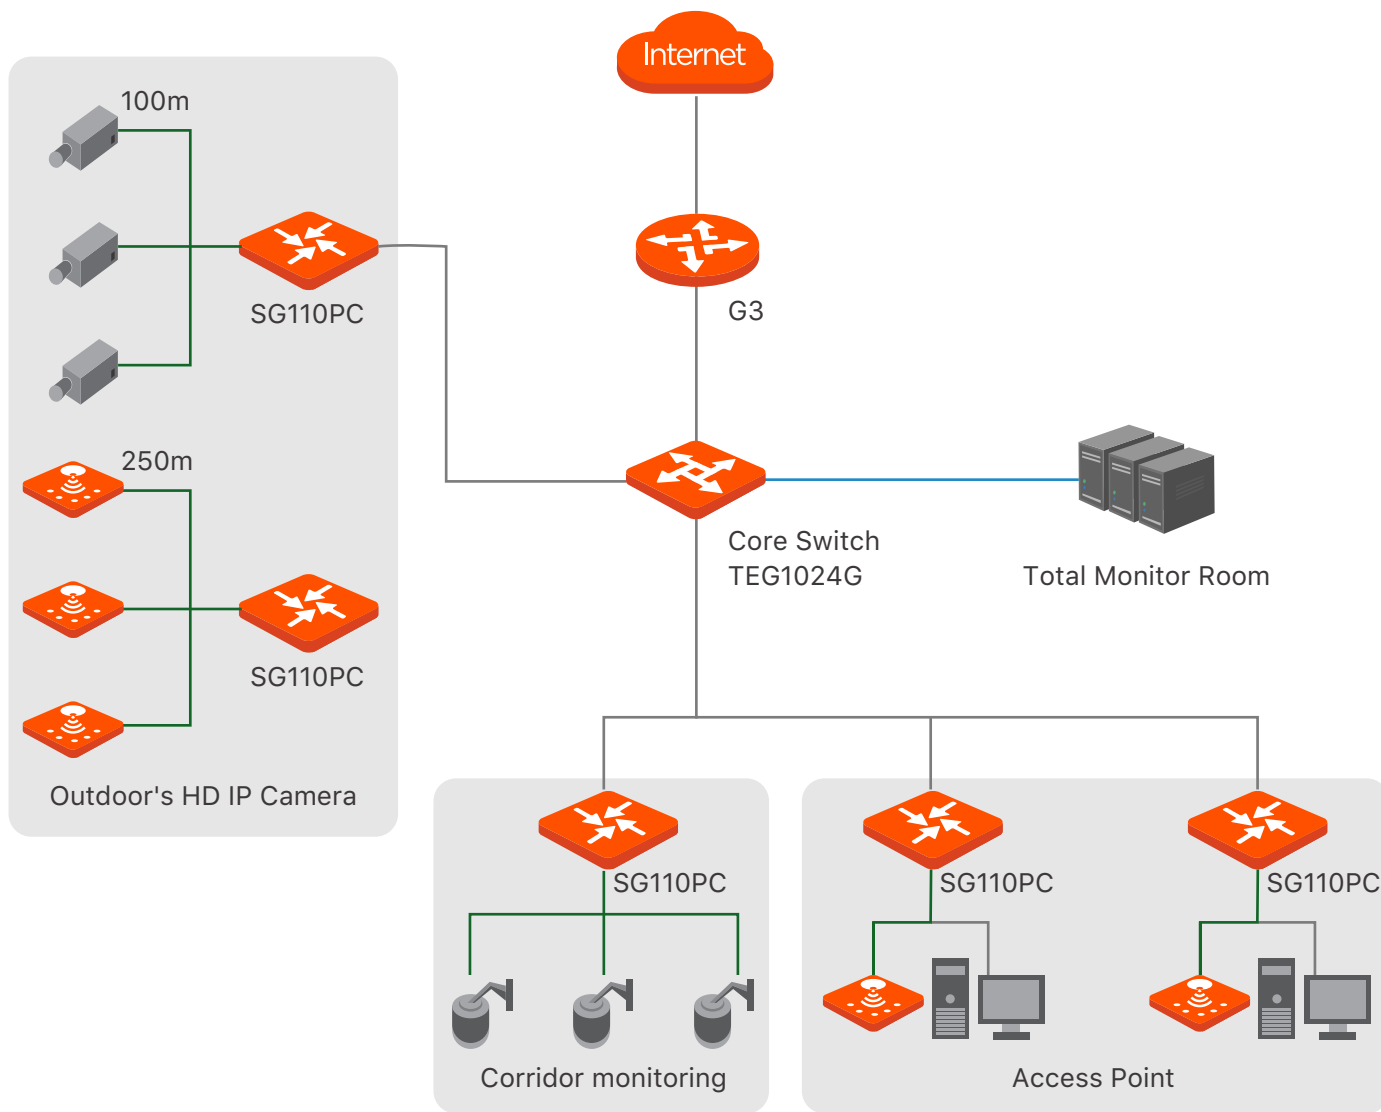 Internet
100m
SG110PC
G3
250m
Core Switch
TEG1024G
Total Monitor Room
SG110PC
Outdoor's HD IP Camera
SG110PC
SG110PC
SG110PC
Corridor monitoring
Access Point